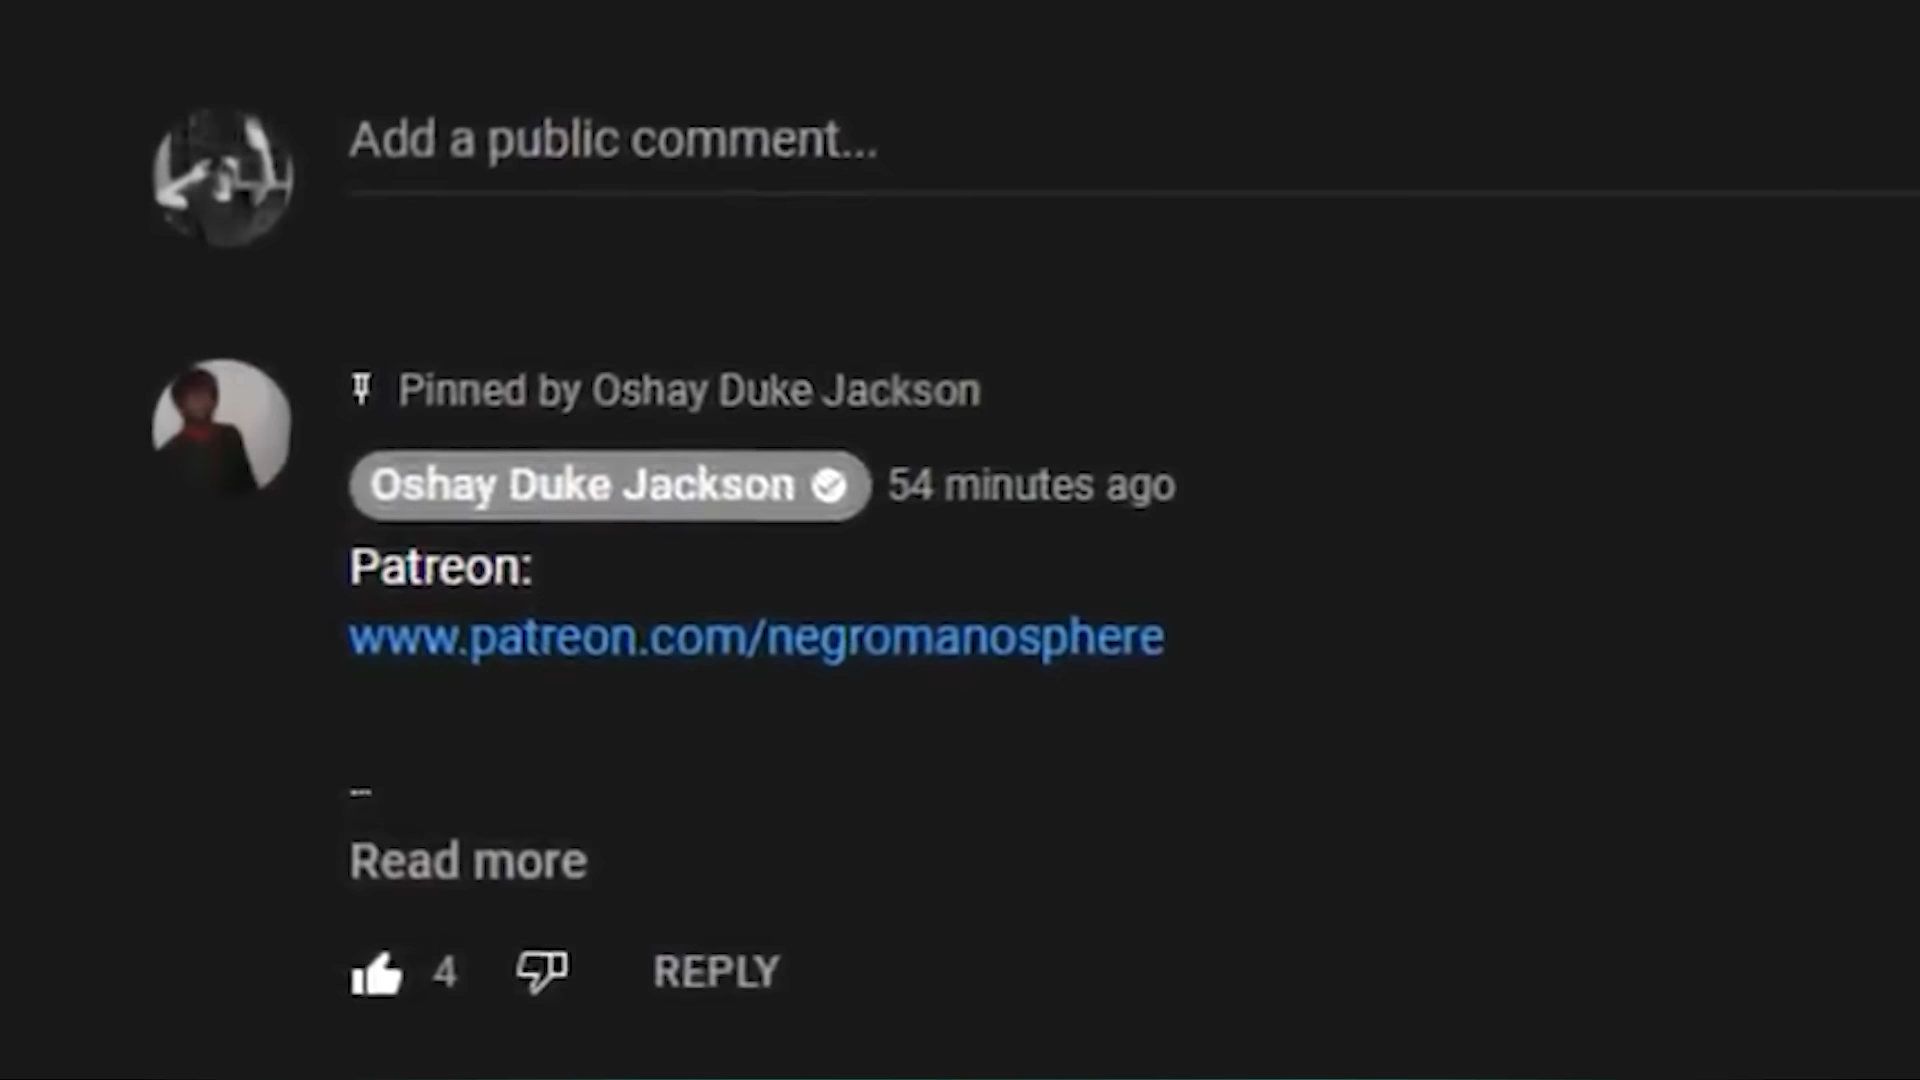 Add a public comment...
Pinned by Oshay Duke Jackson
Oshay Duke Jackson 54 minutes ago
Patreon:
www.patreon.com/negromanosphere
--
Read more
4 REPLY